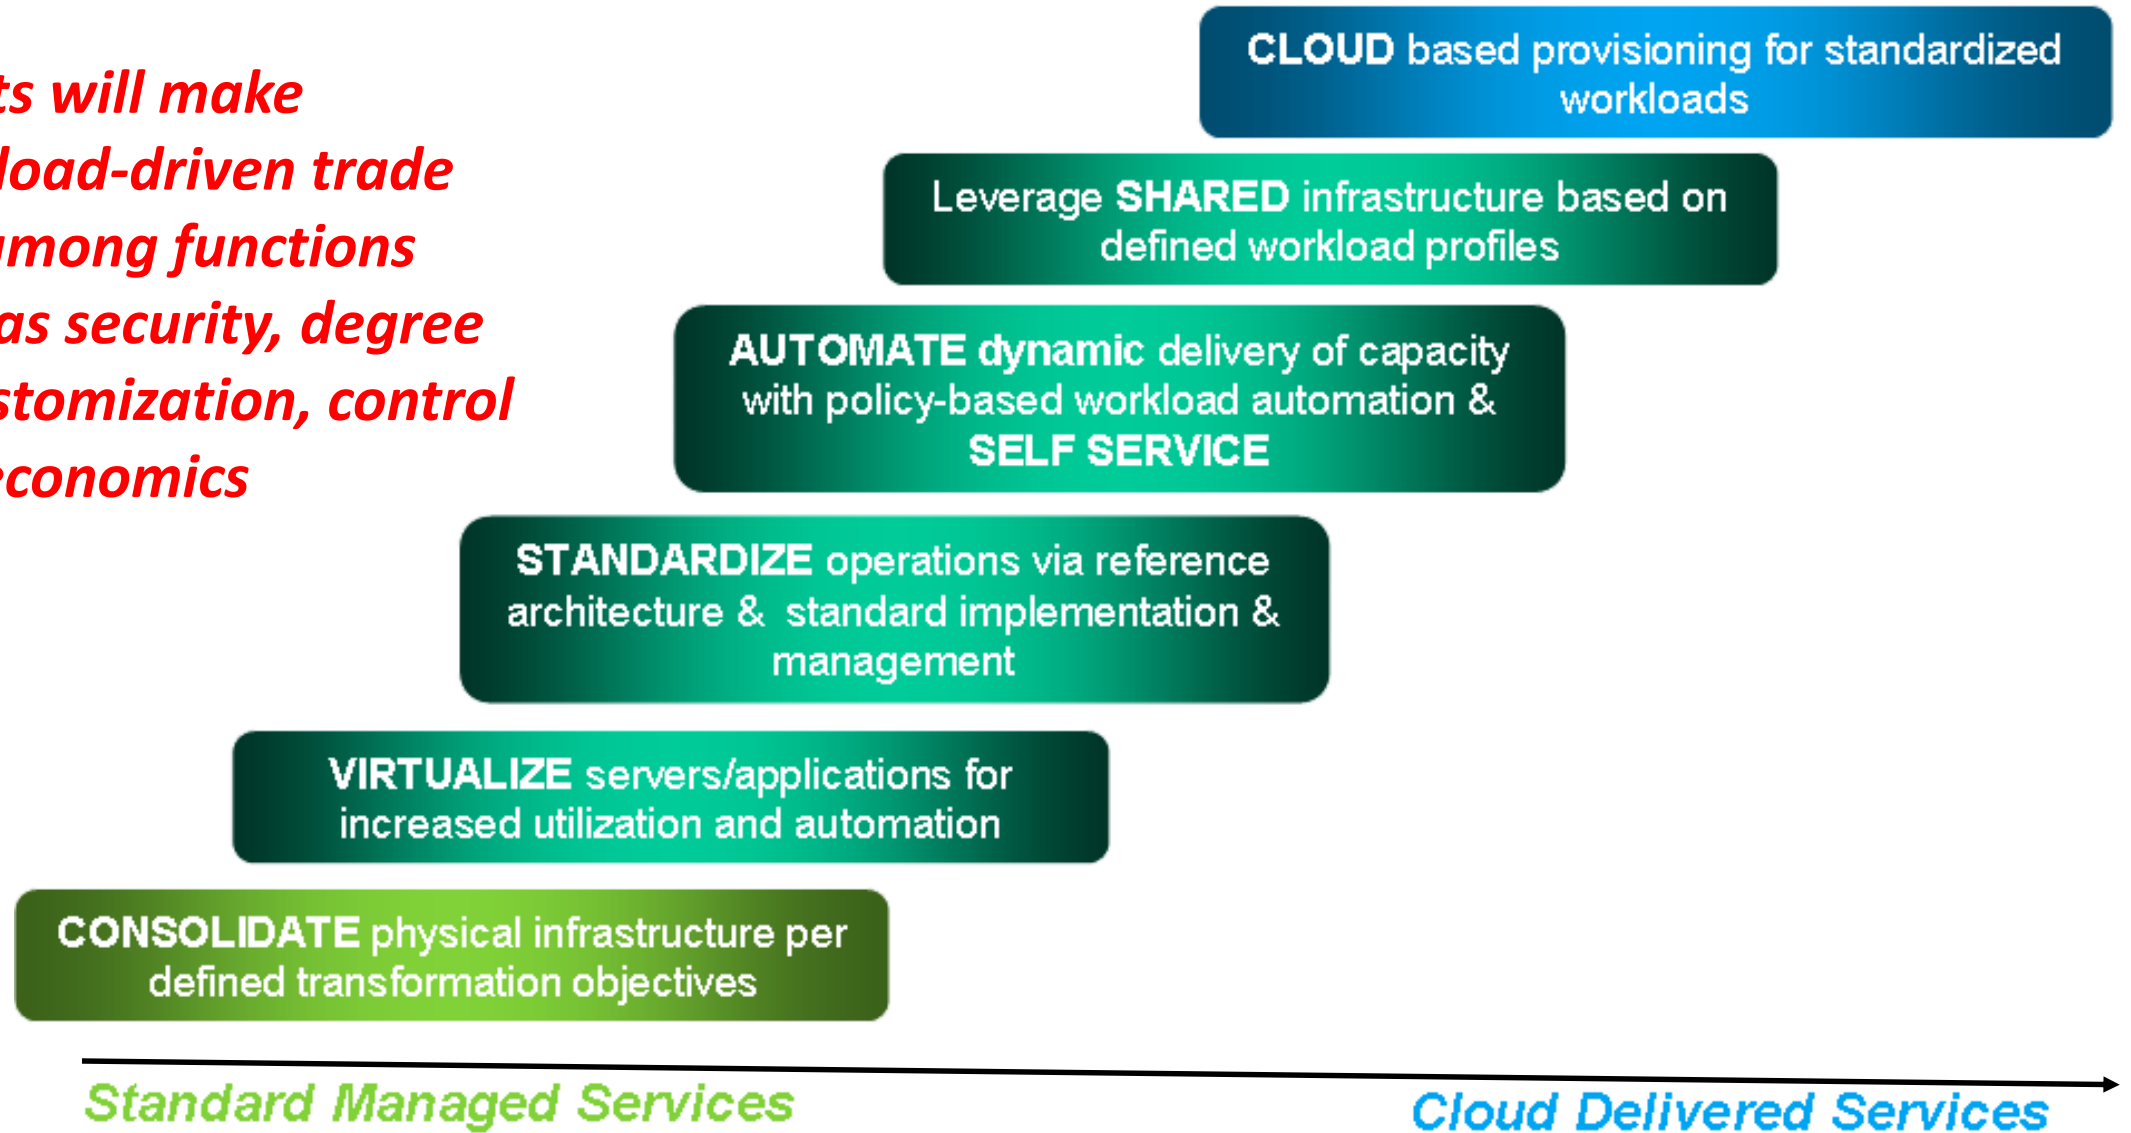 ts will make
load-driven trade
among functions
as security, degree
stomization, control
economics
CLOUD based provisioning for standardized
workloads
Leverage SHARED infrastructure based on
defined workload profiles
AUTOMATE dynamic delivery of capacity
with policy-based workload automation &
SELF SERVICE
STANDARDIZE operations via reference
architecture & standard implementation &
management
VIRTUALIZE servers/applications for
increased utilization and automation
CONSOLIDATE physical infrastructure per
defined transformation objectives
Standard Managed Services
Cloud Delivered Services